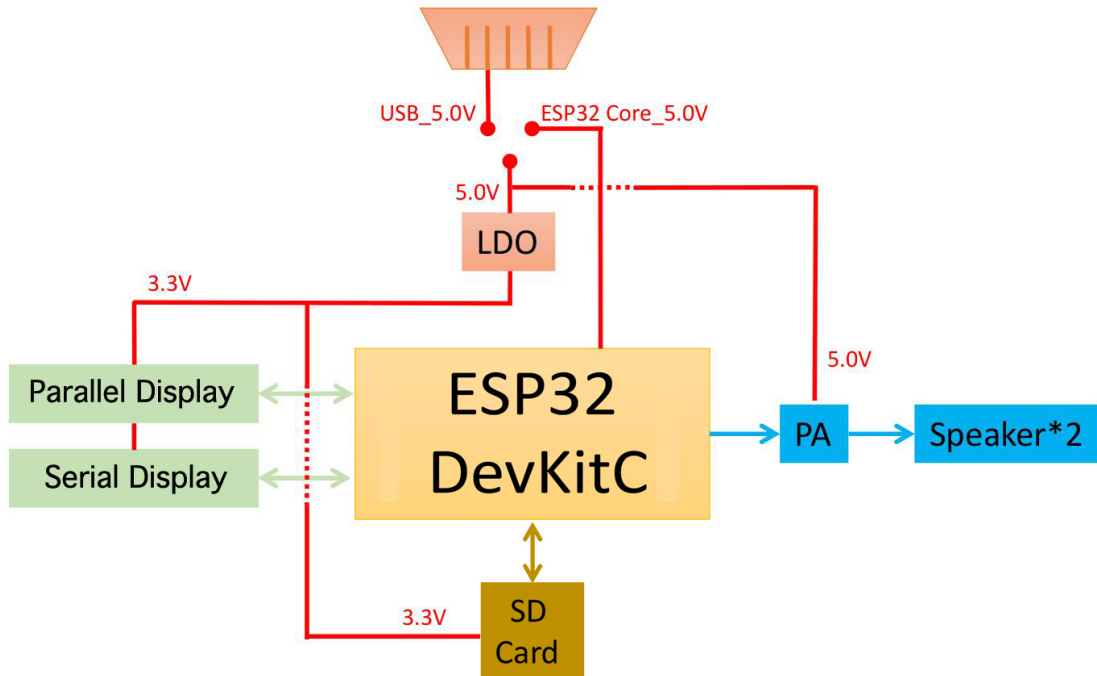 USB_5.0V
ESP32 Core_5.0V
5.0V
LDO
3.3V
5.0V
Parallel Display
ESP32
DevKitC
PA
Speaker*2
Serial Display
3.3V
SD
Card